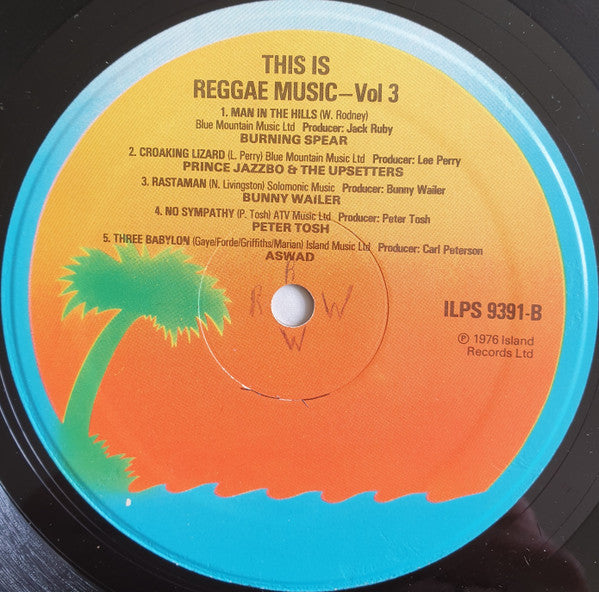 THIS IS
REGGAE MUSIC—Vol 3
1. MAN IN THE HILLS (W. Rodney)
Blue Mountain Music Ltd Producer: Jack Ruby
BURNING SPEAR
2. CROAKING LIZARD (L. Perry) Blue Mountain Music Ltd Producer: Lee Perry
PRINCE JAZZBO & THE UPSETTERS
3. RASTAMAN (N. Livingston) Solomonic Music Producer: Bunny Wailer
BUNNY WAILER
4. NO SYMPATHY (P. Tosh) ATV Music Ltd Producer: Peter Tosh
PETER TOSH
5. THREE BABYLON (Gaye/Forde/Griffiths/Marian) Island Music Ltd Producer: Carl Peterson
ASWAD
R
R W W
W
ILPS 9391-B
℗ 1976 Island
Records Ltd